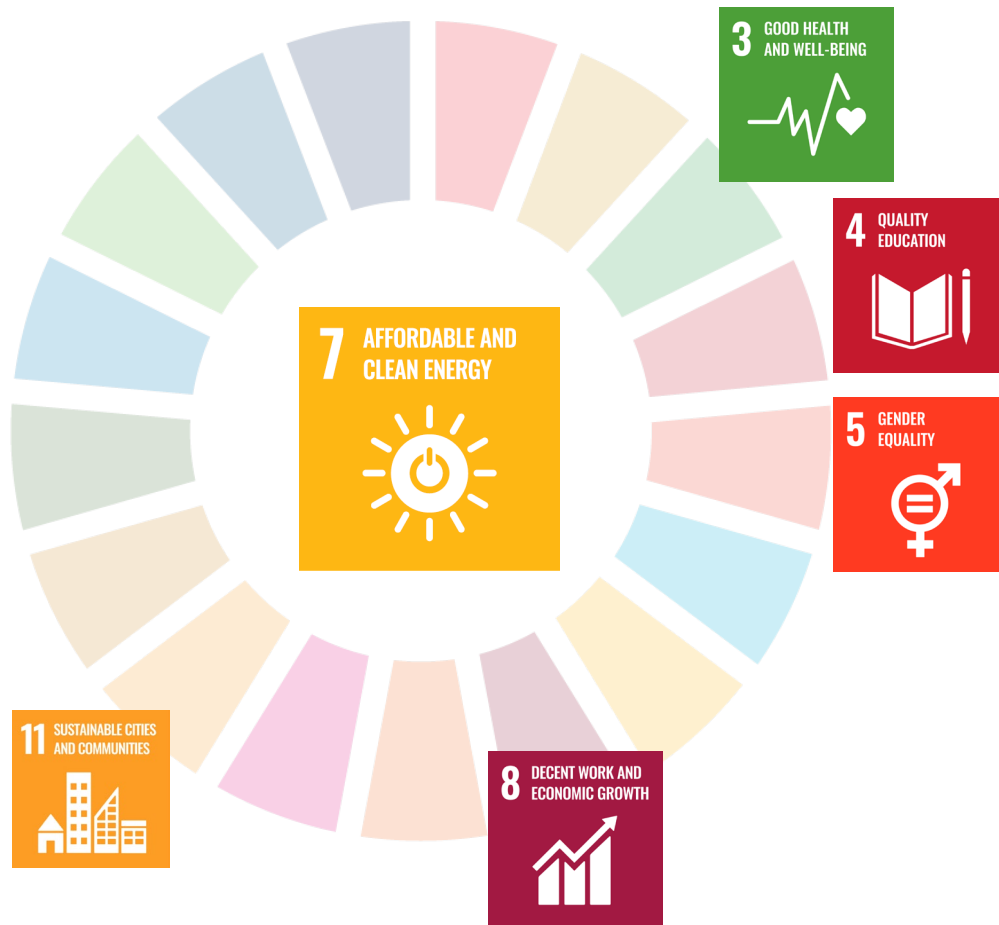 3 GOOD HEALTH
AND WELL-BEING
4 QUALITY
EDUCATION
7 AFFORDABLE AND
CLEAN ENERGY
5 GENDER
EQUALITY
11 SUSTAINABLE CITIES
AND COMMUNITIES
8 DECENT WORK AND
ECONOMIC GROWTH